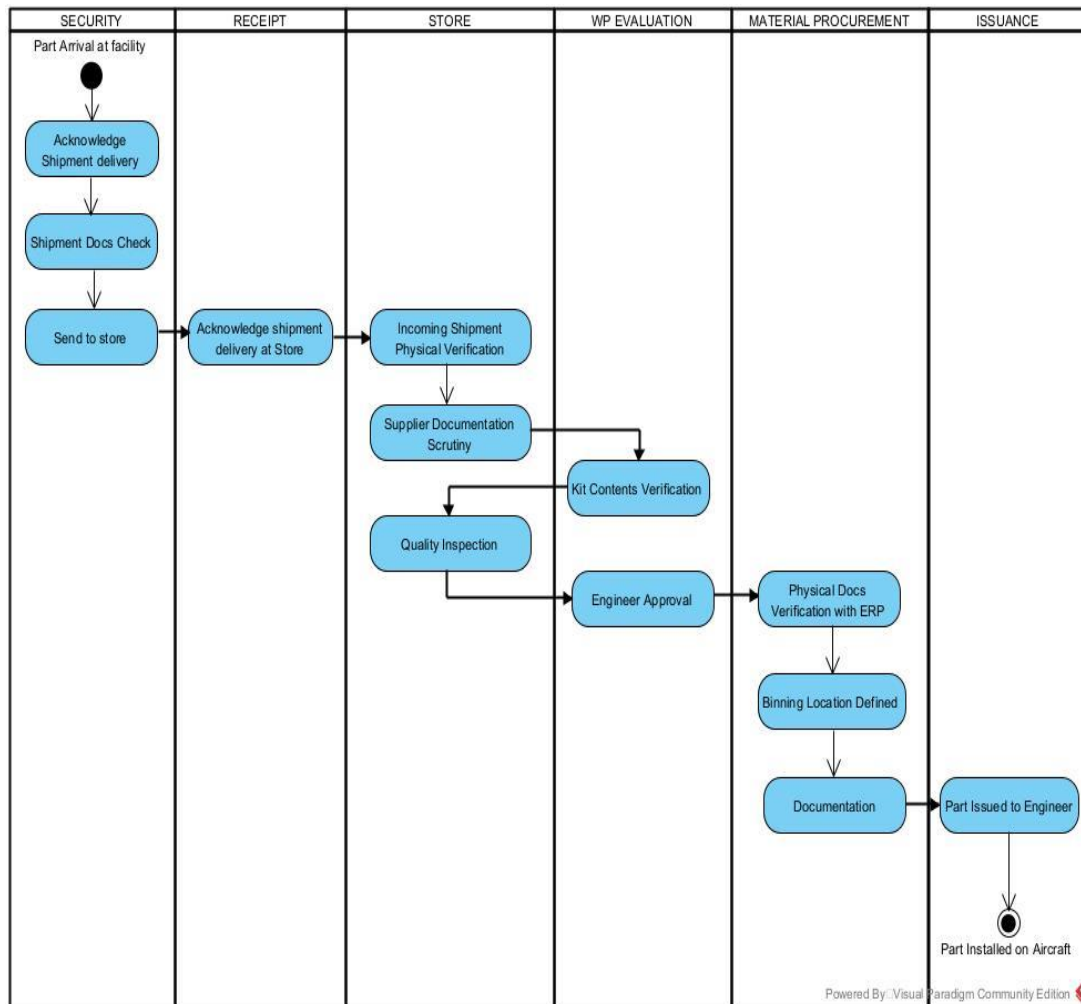 SECURITY
RECEIPT
STORE
WP EVALUATION
MATERIAL PROCUREMENT
ISSUANCE
Part Arrival at facility
Acknowledge
Shipment delivery
Shipment Docs Check
Send to store
Acknowledge shipment
delivery at Store
Incoming Shipment
Physical Verification
Supplier Documentation
Scrutiny
Kit Contents Verification
Quality Inspection
Engineer Approval
Physical Docs
Verification with ERP
Binning Location Defined
Documentation
Part Issued to Engineer
Part Installed on Aircraft
Powered By Visual Paradigm Community Edition